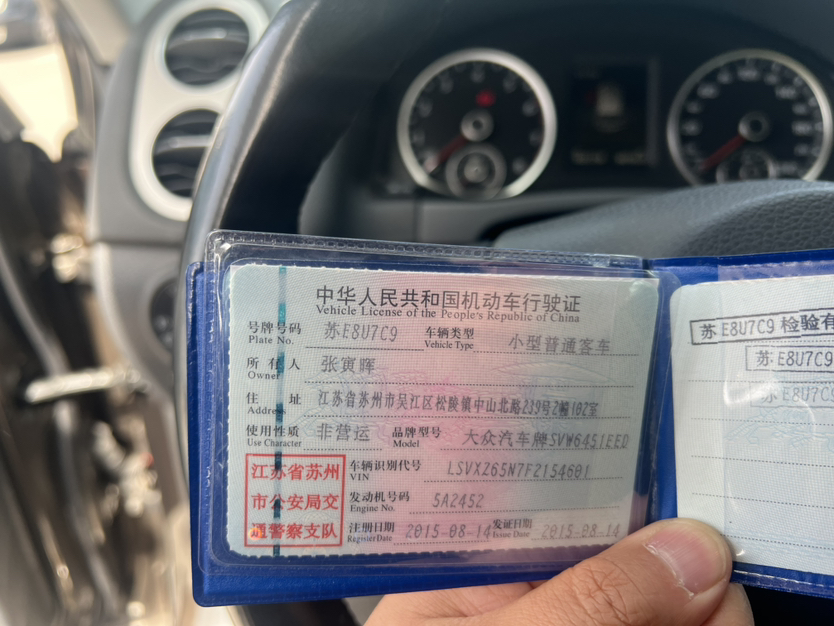 中华人民共和国机动车行驶证
Vehicle License of the People's Republic of China
号牌号码 苏E8U7C9 车辆类型 小型普通客车
Plate No. Vehicle Type
所有人 张寅晖
Owner
住址 江苏省苏州市吴江区松陵镇中山北路239号2幢102室
Address
使用性质 非营运 品牌型号 大众汽车牌SVW6451EED
Use Character Model
江苏省苏州
市公安局交
通警察支队
车辆识别代号 LSVXZ65N7F2154601
VIN
发动机号码 5A2452
Engine No.
注册日期 2015-08-14 发证日期 2015-08-14
Register Date Issue Date
苏E8U7C9 检验有
苏E8U7C9
苏E8U7C